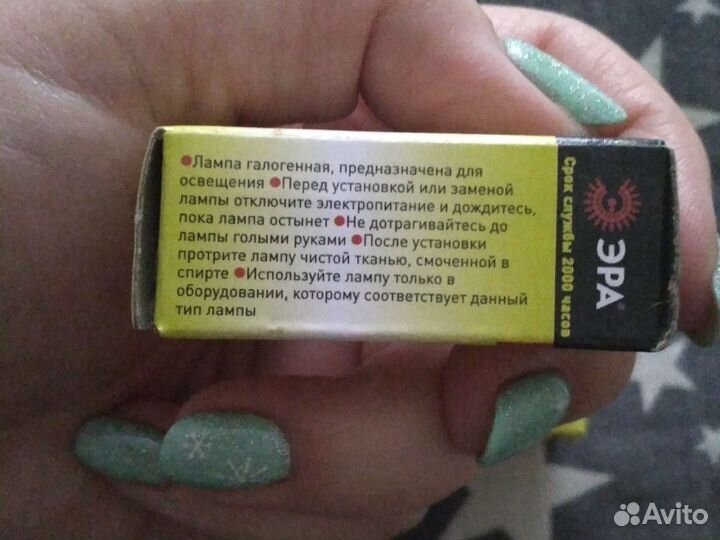 ●Лампа галогенная, предназначена для
освещения ●Перед установкой или заменой
лампы отключите электропитание и дождитесь,
пока лампа остынет ●Не дотрагивайтесь до
лампы голыми руками ●После установки
протрите лампу чистой тканью, смоченной в
спирте ●Используйте лампу только в
оборудовании, которому соответствует данный
тип лампы
Срок службы 2000 часов
ЭРА®
Avito